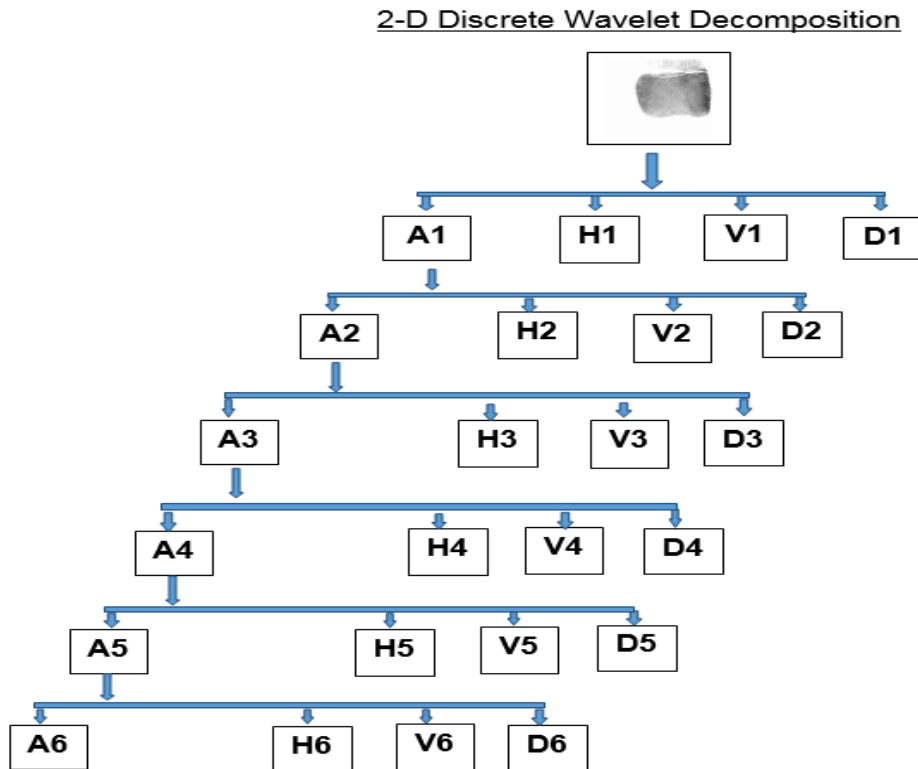 2-D Discrete Wavelet Decomposition
A1 H1 V1 D1
A2 H2 V2 D2
A3 H3 V3 D3
A4 H4 V4 D4
A5 H5 V5 D5
A6 H6 V6 D6